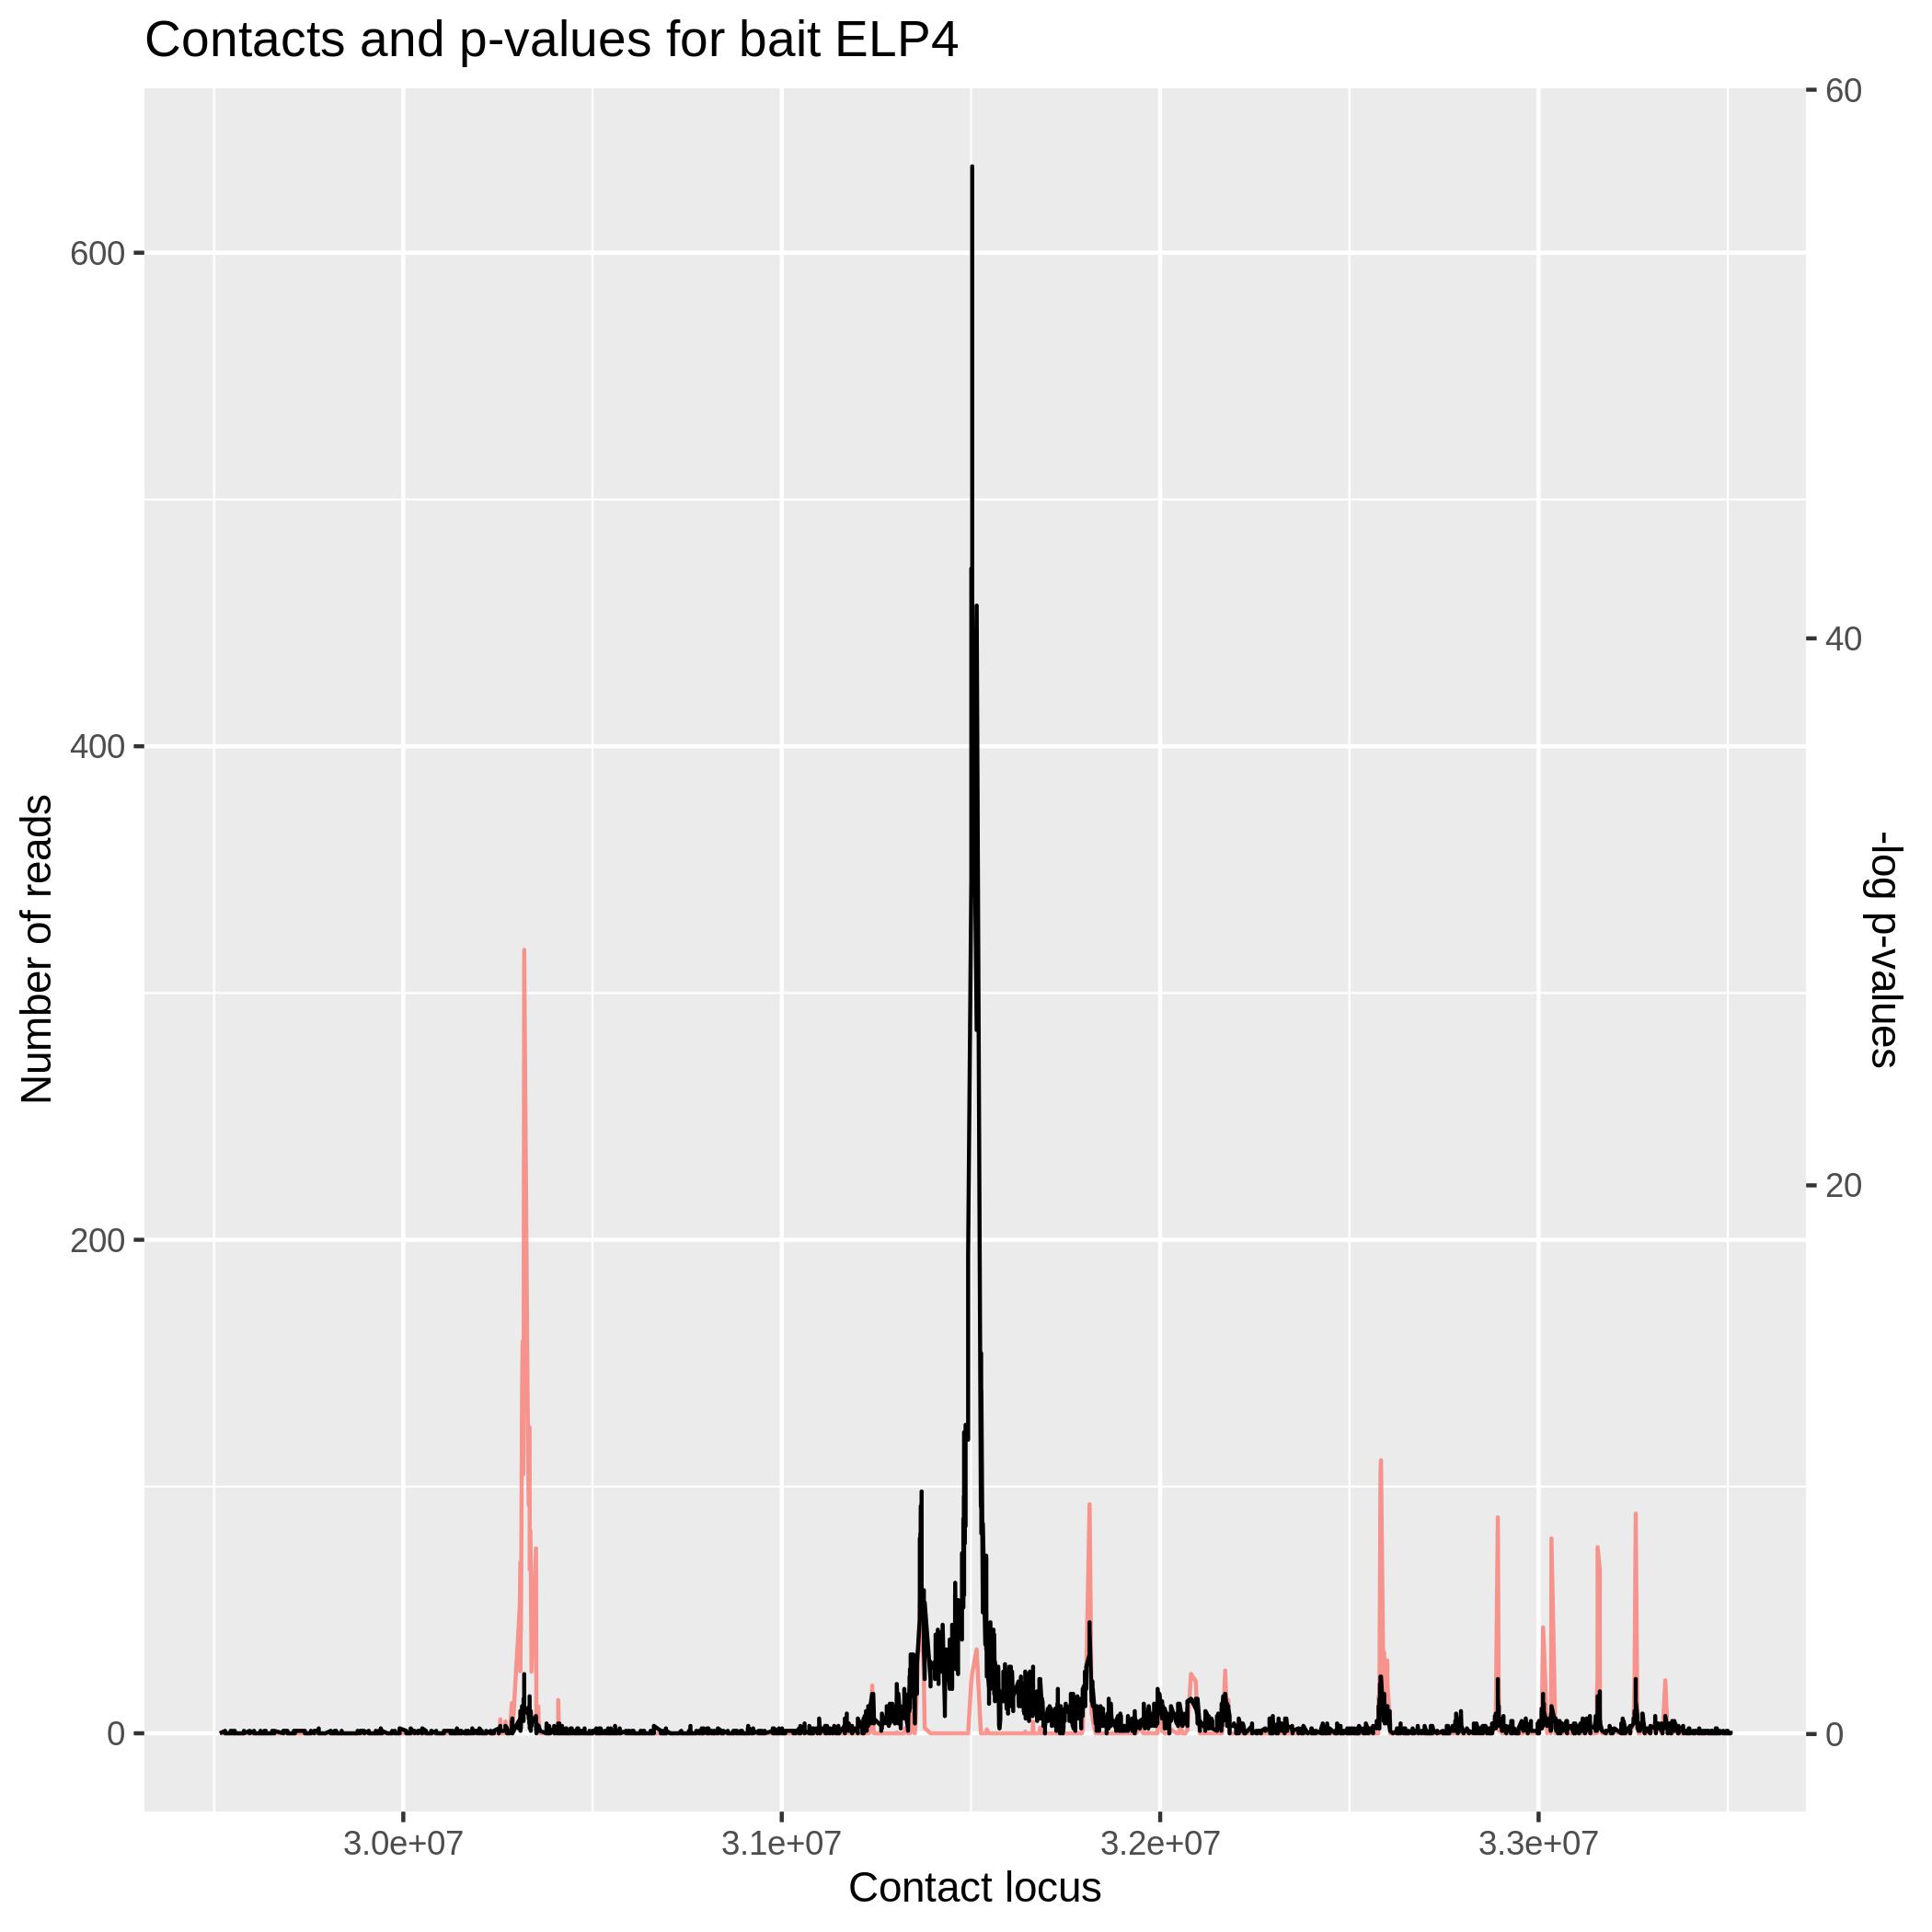 Contacts and p-values for bait ELP4
60
600
40
400
20
200
0
0
Number of reads
-log p-values
3.0e+07
3.1e+07
3.2e+07
3.3e+07
Contact locus